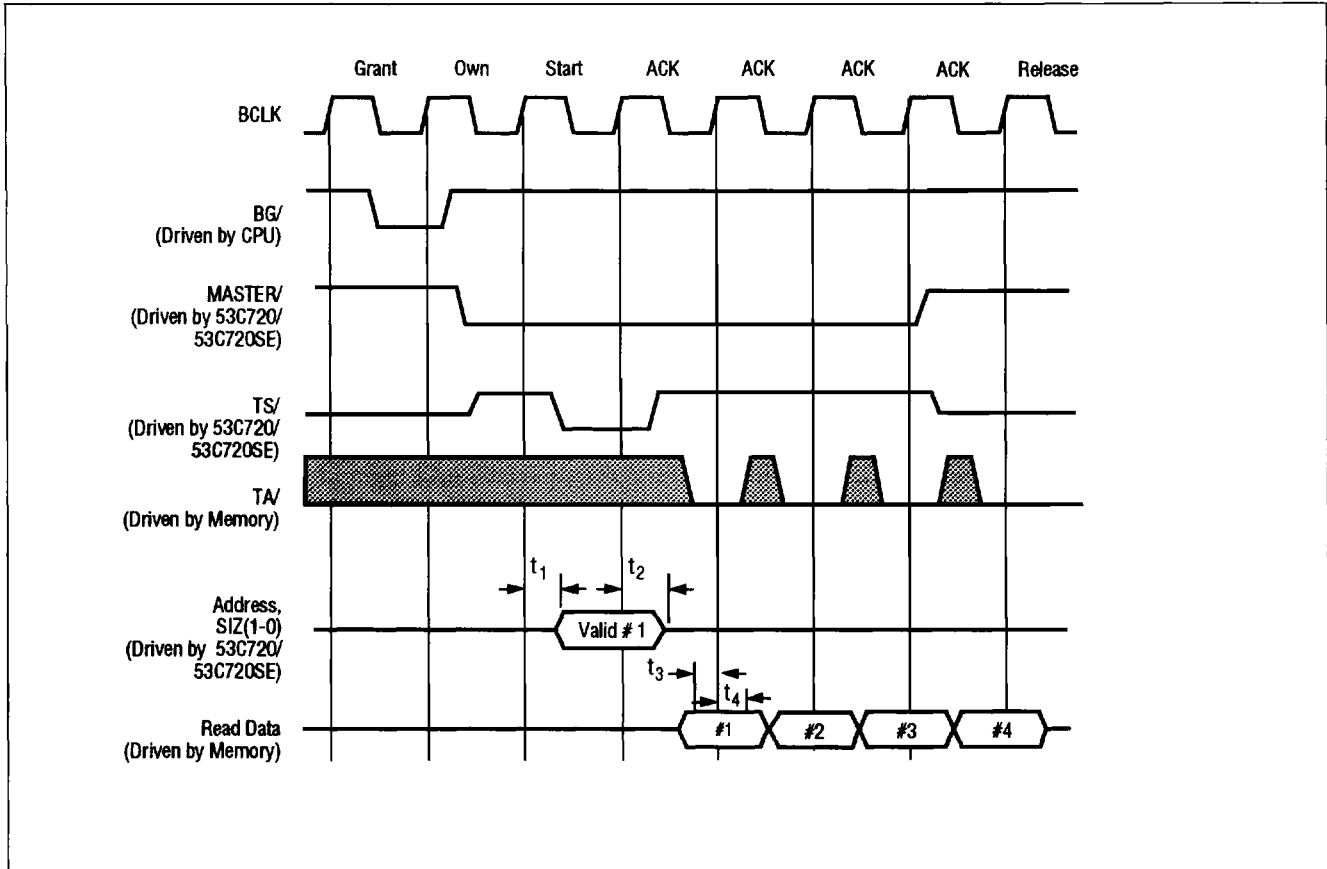 Grant Own Start ACK ACK ACK ACK Release
BCLK
BG/
(Driven by CPU)
MASTER/
(Driven by 53C720/
53C720SE)
TS/
(Driven by 53C720/
53C720SE)
TA/
(Driven by Memory)
t1 t2
Address,
SIZ(1-0)
(Driven by 53C720/
53C720SE)
Valid # 1
t3
t4
Read Data
(Driven by Memory)
#1 #2 #3 #4